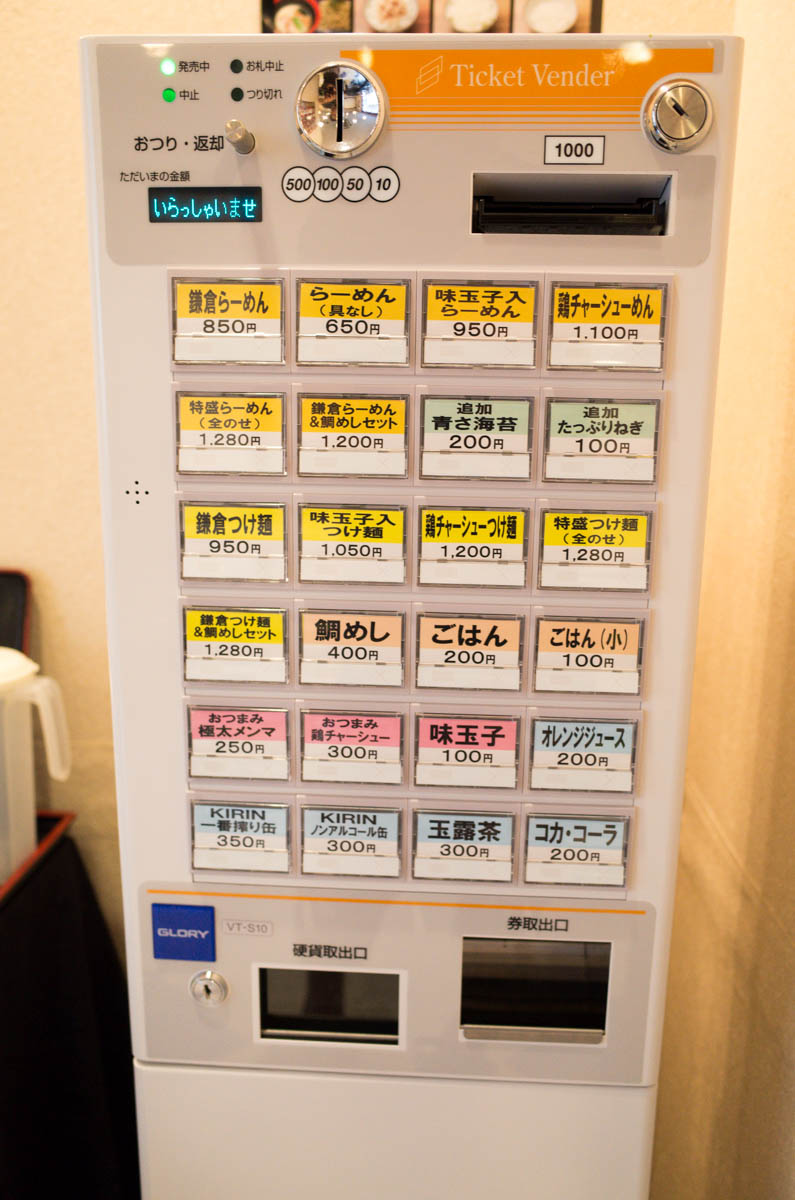 発売中 お札中止
中止 つり切れ
Ticket Vender
おつり・返却
1000
ただいまの金額
いらっしゃいませ
500 100 50 10
鎌倉らーめん
850円
らーめん
(具なし)
650円
味玉子入
らーめん
950円
鶏チャーシューめん
1.100円
特盛らーめん
(全のせ)
1.280円
鎌倉らーめん
&鯛めしセット
1,200円
追加
青さ海苔
200円
追加
たっぷりねぎ
100円
鎌倉つけ麺
950円
味玉子入
つけ麺
1,050円
鶏チャーシューつけ麺
1,200円
特盛つけ麺
(全のせ)
1,280円
鎌倉つけ麺
&鯛めしセット
1,280円
鯛めし
400円
ごはん
200円
ごはん(小)
100円
おつまみ
極太メンマ
250円
おつまみ
鶏チャーシュー
300円
味玉子
100円
オレンジジュース
200円
KIRIN
一番搾り缶
350円
KIRIN
ノンアルコール缶
300円
玉露茶
300円
コカ・コーラ
200円
GLORY
VT-S10
硬貨取出口
券取出口